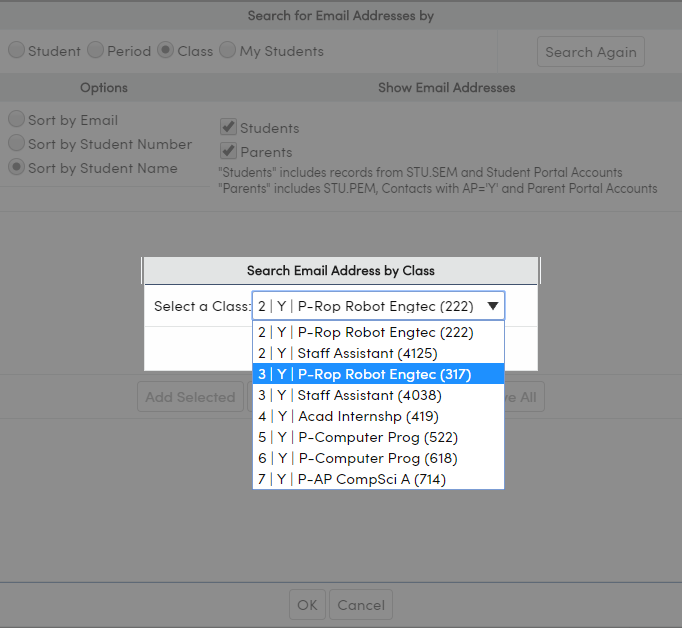 Search for Email Addresses by
Student Period Class My Students Search Again
Options Show Email Addresses
Sort by Email
Students
Sort by Student Number
Parents
Sort by Student Name
"Students" includes records from STU.SEM and Student Portal Accounts
"Parents" includes STU.PEM, Contacts with AP='Y' and Parent Portal Accounts
Search Email Address by Class
Select a Class: 2 | Y | P-Rop Robot Engtec (222)
2 | Y | P-Rop Robot Engtec (222)
2 | Y | Staff Assistant (4125)
3 | Y | P-Rop Robot Engtec (317)
3 | Y | Staff Assistant (4038)
4 | Y | Acad Internshp (419)
5 | Y | P-Computer Prog (522)
6 | Y | P-Computer Prog (618)
7 | Y | P-AP CompSci A (714)
Add Selected All
OK Cancel